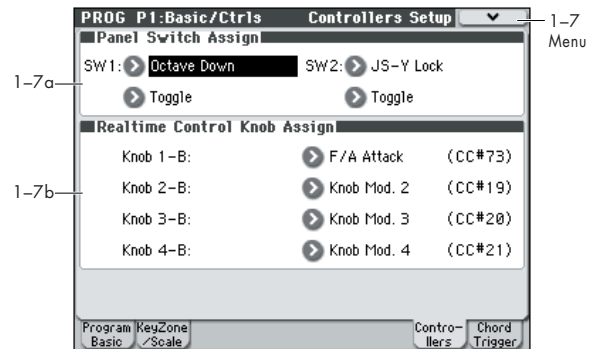 PROG P1:Basic/Ctrls Controllers Setup
1–7
Menu
Panel Switch Assign
SW1: Octave Down SW2: JS-Y Lock
1–7a
Toggle Toggle
Realtime Control Knob Assign
Knob 1-B: F/A Attack (CC#73)
Knob 2-B: Knob Mod. 2 (CC#19)
1–7b
Knob 3-B: Knob Mod. 3 (CC#20)
Knob 4-B: Knob Mod. 4 (CC#21)
Program Basic KeyZone /Scale Contro- llers Chord Trigger